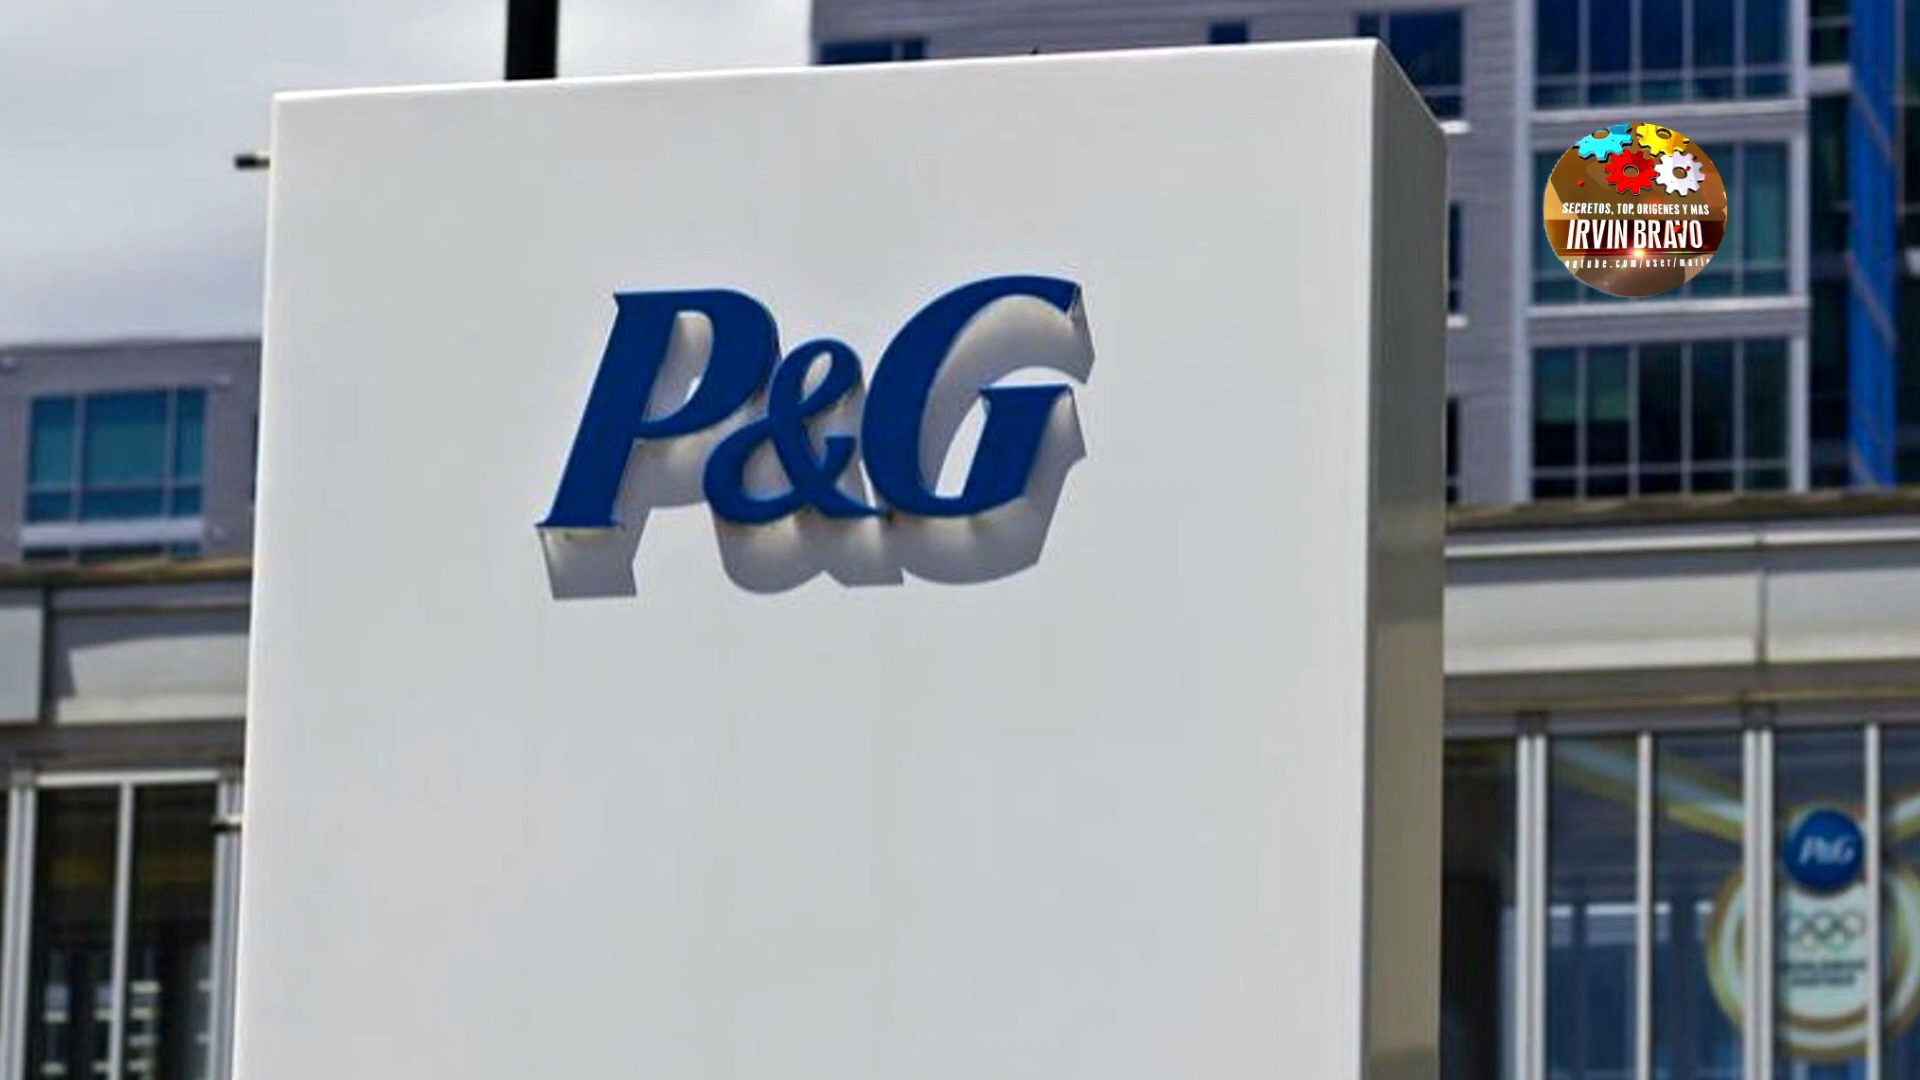 P&G
SECRETOS, TOP, ORIGENES Y MAS
IRVIN BRAVO
P&G